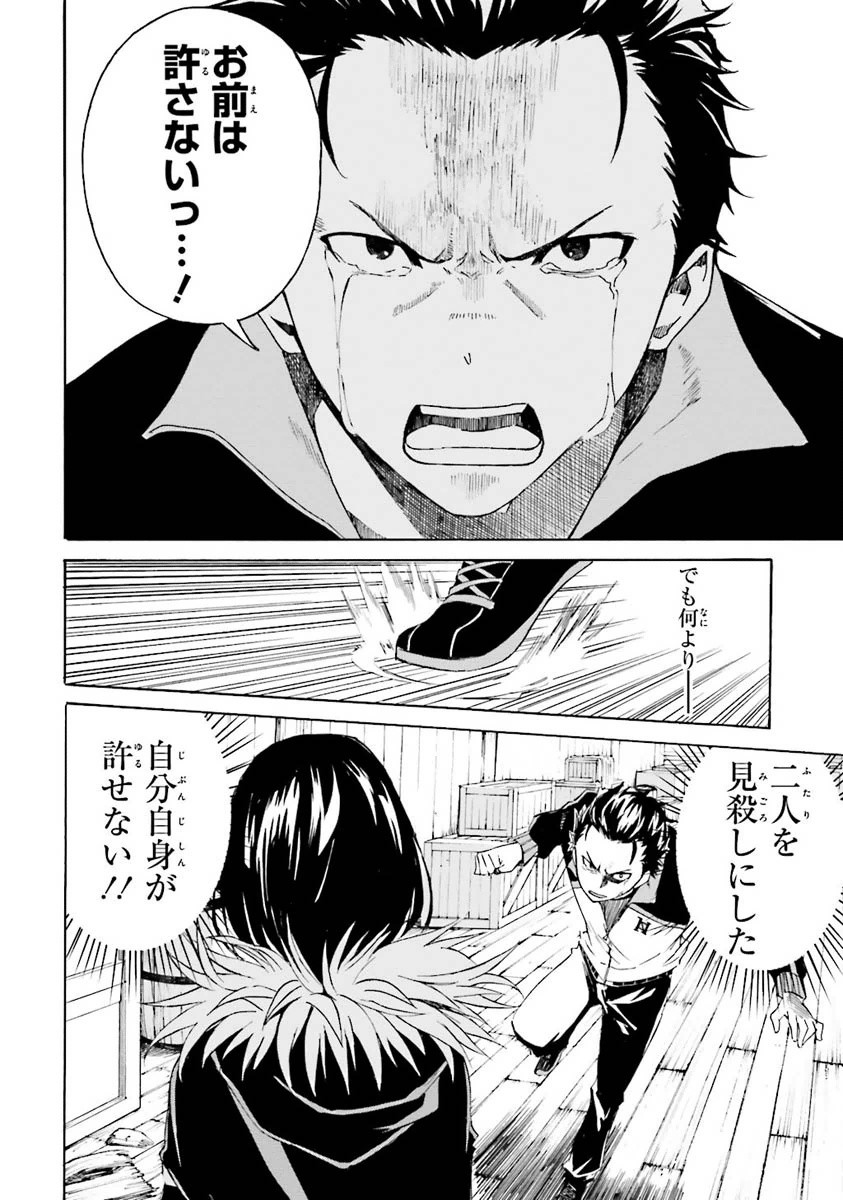 お前は
許さないっ…！
でも何より―
二人を
見殺しにした
自分自身が
許せない!!